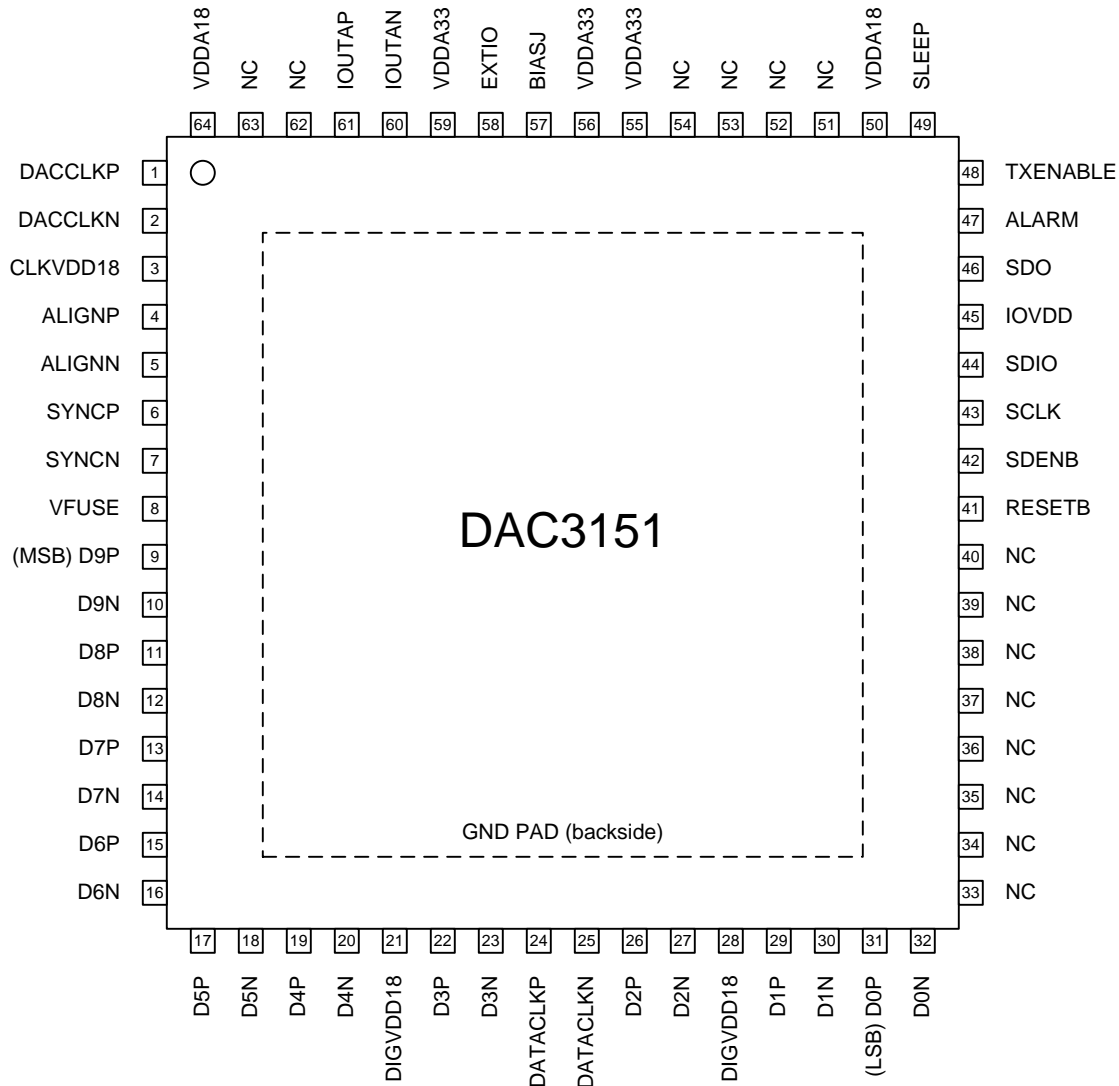 VDDA18
NC
NC
IOUTAP
IOUTAN
VDDA33
EXTIO
BIASJ
VDDA33
VDDA33
NC
NC
NC
NC
VDDA18
SLEEP
64 63 62 61 60 59 58 57 56 55 54 53 52 51 50 49
DACCLKP 1
DACCLKN 2
CLKVDD18 3
ALIGNP 4
ALIGNN 5
SYNCP 6
SYNCN 7
VFUSE 8
(MSB) D9P 9
D9N 10
D8P 11
D8N 12
D7P 13
D7N 14
D6P 15
D6N 16
DAC3151
GND PAD (backside)
48 TXENABLE
47 ALARM
46 SDO
45 IOVDD
44 SDIO
43 SCLK
42 SDENB
41 RESETB
40 NC
39 NC
38 NC
37 NC
36 NC
35 NC
34 NC
33 NC
17 18 19 20 21 22 23 24 25 26 27 28 29 30 31 32
D5P
D5N
D4P
D4N
DIGVDD18
D3P
D3N
DATACLKP
DATACLKN
D2P
D2N
DIGVDD18
D1P
D1N
(LSB) D0P
D0N